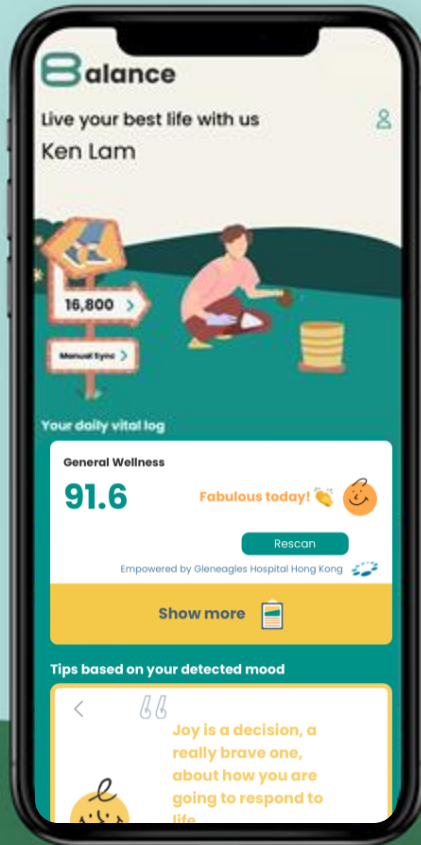 Balance
Live your best life with us
Ken Lam
16,800 >
Manual Sync >
Your daily vital log
General Wellness
91.6
Fabulous today!
Rescan
Empowered by Gleneagles Hospital Hong Kong
Show more
Tips based on your detected mood
Joy is a decision, a
really brave one,
about how you are
going to respond to
life